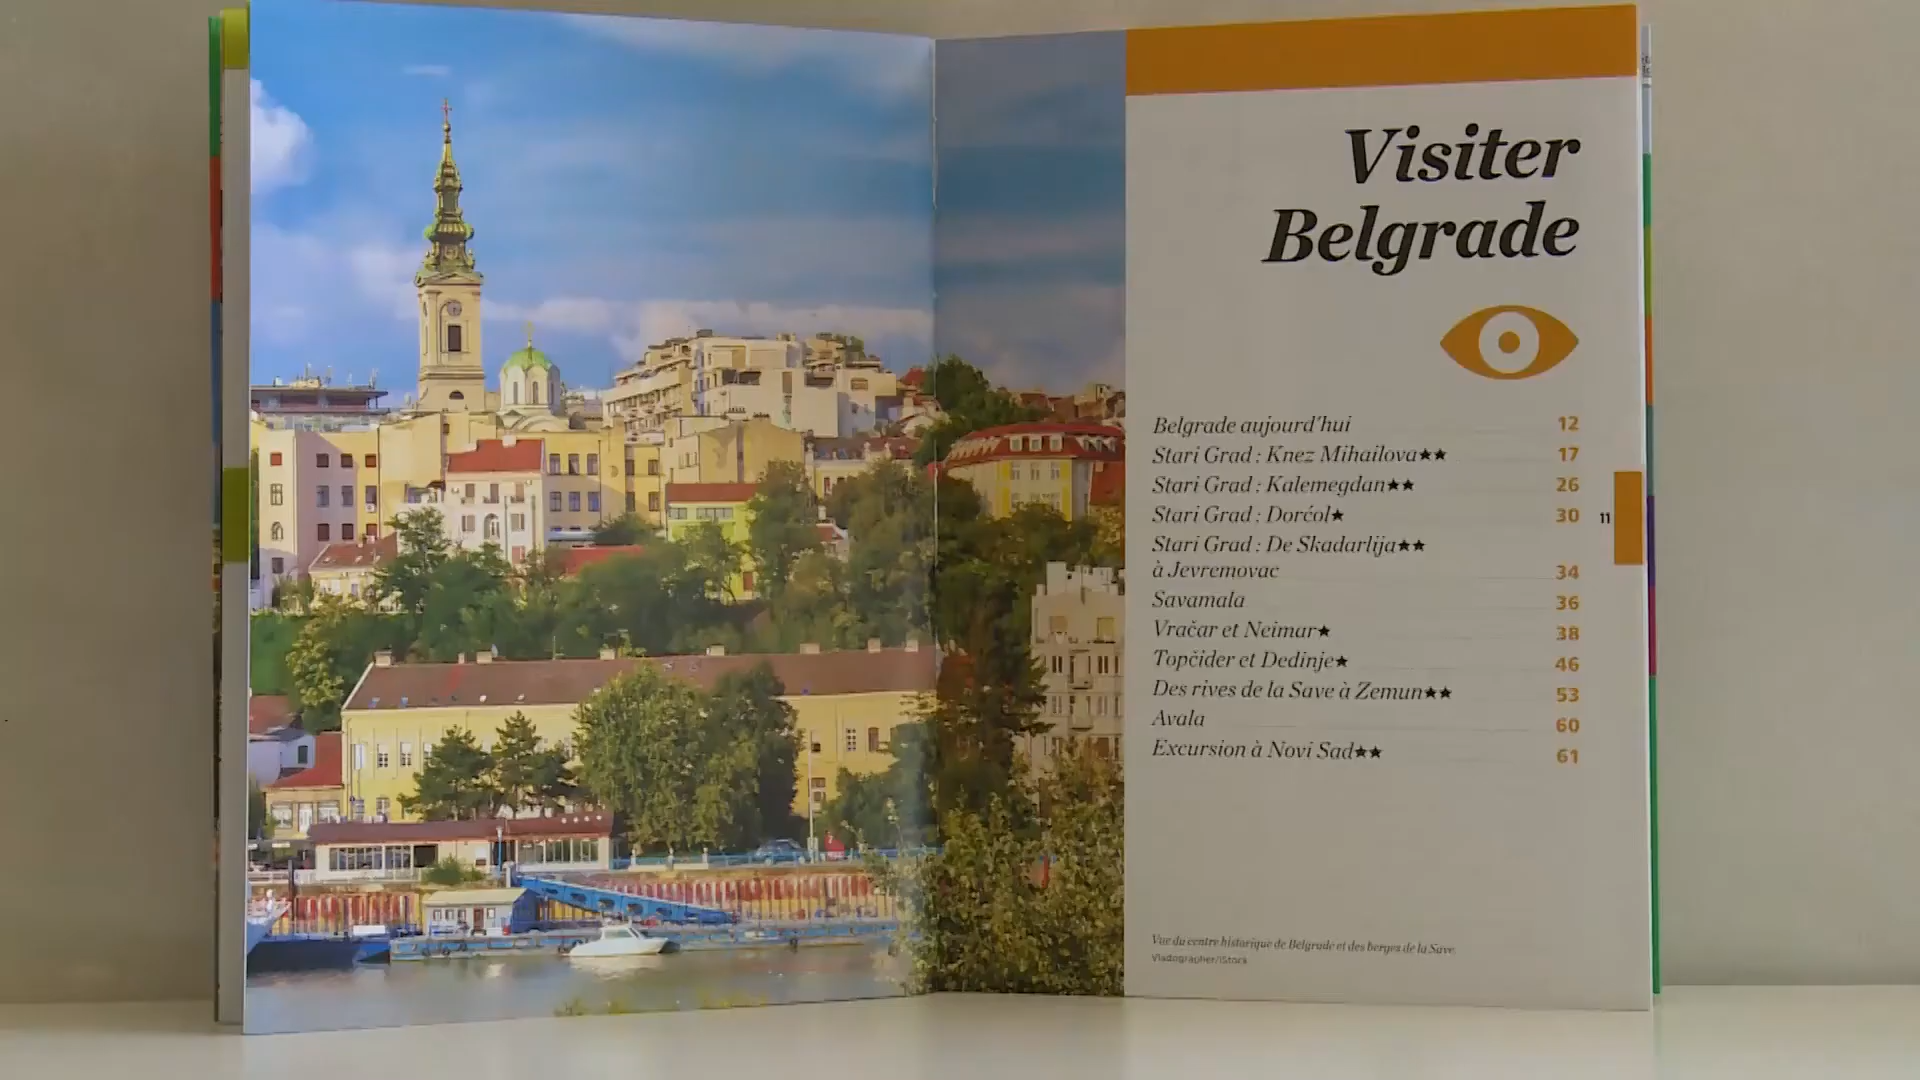 Visiter
Belgrade
Belgrade aujourd'hui 12
Stari Grad : Knez Mihailova★★ 17
Stari Grad : Kalemegdan★★ 26
Stari Grad : Dorćol★ 30
Stari Grad : De Skadarlija★★
à Jevremovac 34
Savamala 36
Vračar et Neimar★ 38
Topčider et Dedinje★ 46
Des rives de la Save à Zemun★★ 53
Avala 60
Excursion à Novi Sad★★ 61
11
Vue du centre historique de Belgrade et des berges de la Save.
Vladographer/iStock